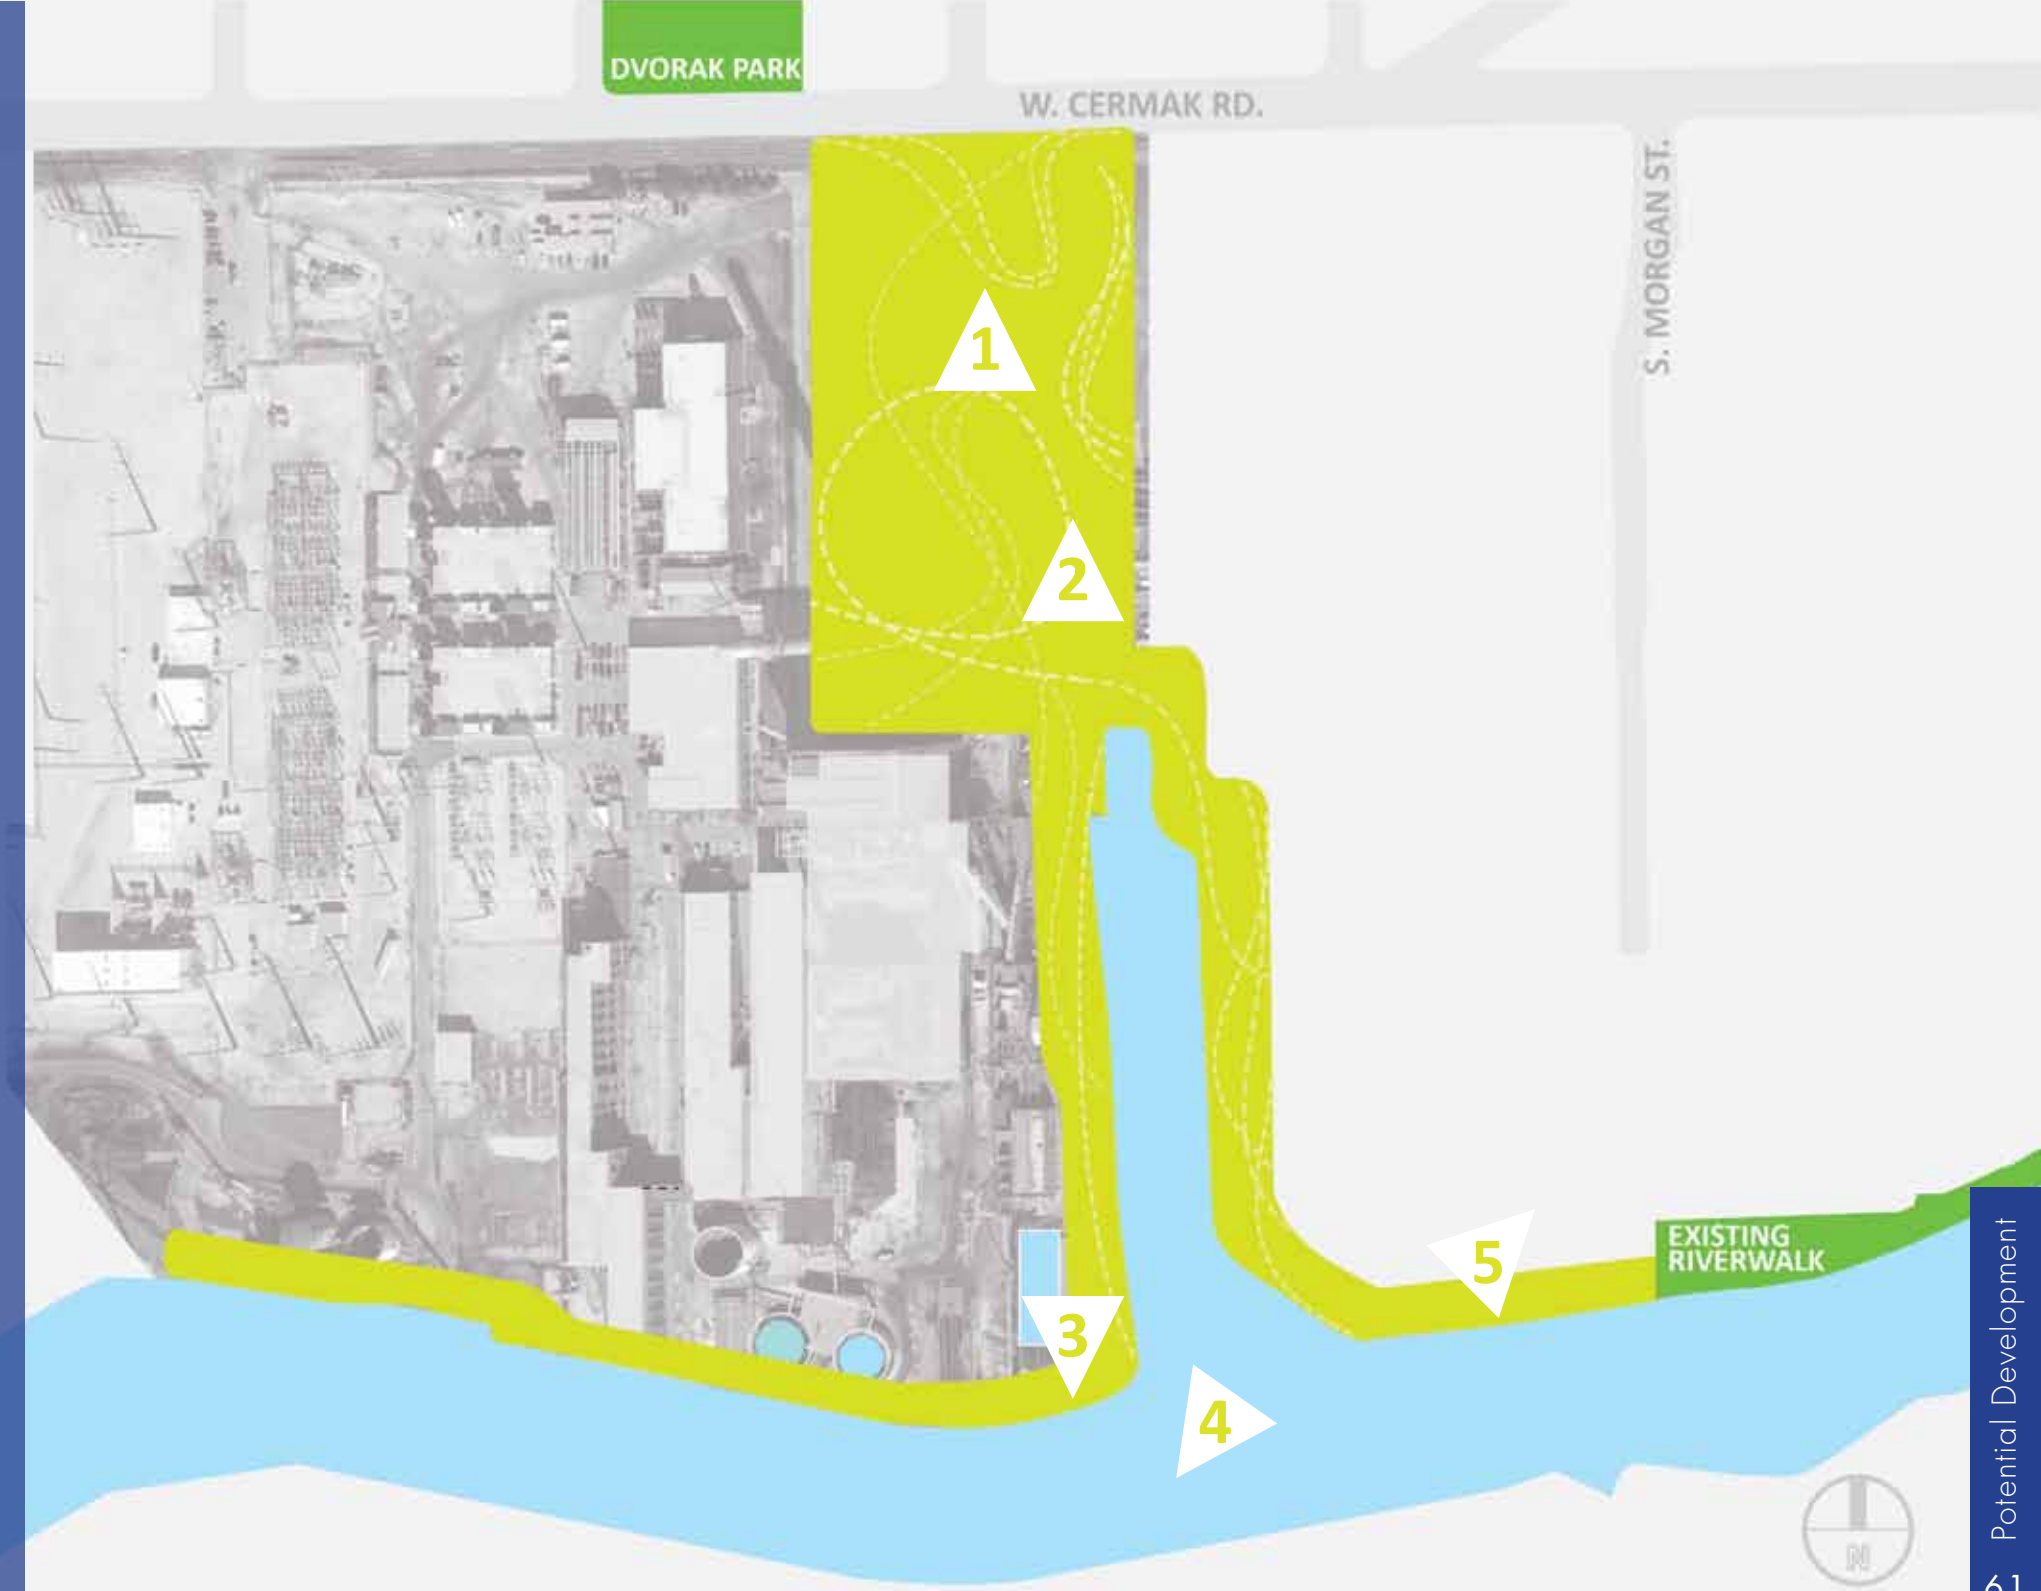 DVORAK PARK
W. CERMAK RD.
S. MORGAN ST.
1
2
3
4
5
EXISTING
RIVERWALK
N
Potential Development
61